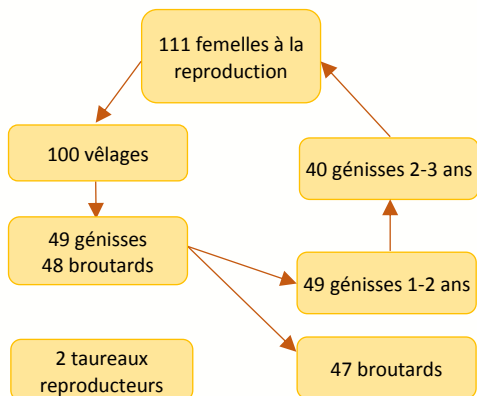 111 femelles à la
reproduction
100 vêlages
40 génisses 2-3 ans
49 génisses
48 broutards
49 génisses 1-2 ans
2 taureaux
reproducteurs
47 broutards